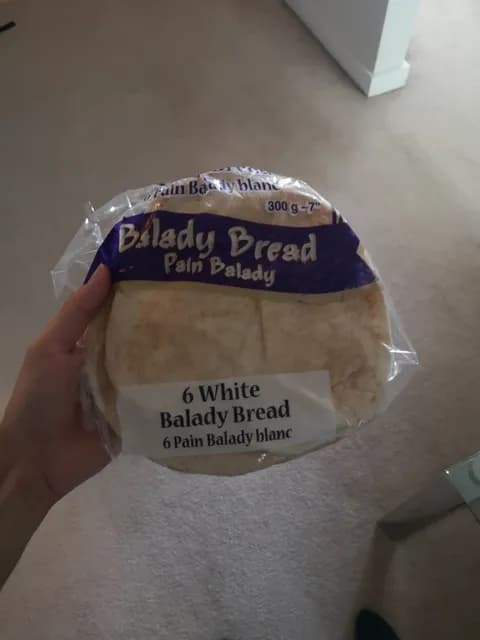 Pain Balady blanc
300 g - 7"
Balady Bread
Pain Balady
6 White
Balady Bread
6 Pain Balady blanc